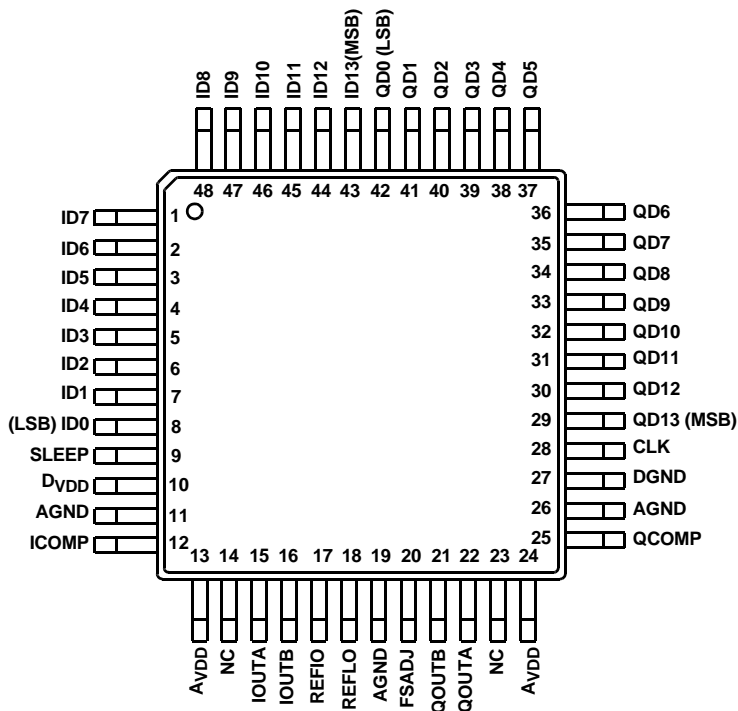 ID8 ID9 ID10 ID11 ID12 ID13(MSB) QD0 (LSB) QD1 QD2 QD3 QD4 QD5
48 47 46 45 44 43 42 41 40 39 38 37
ID7 1 36 QD6
ID6 2 35 QD7
ID5 3 34 QD8
ID4 4 33 QD9
ID3 5 32 QD10
ID2 6 31 QD11
ID1 7 30 QD12
(LSB) ID0 8 29 QD13 (MSB)
SLEEP 9 28 CLK
DVDD 10 27 DGND
AGND 11 26 AGND
ICOMP 12 25 QCOMP
13 14 15 16 17 18 19 20 21 22 23 24
AVDD NC IOUTA IOUTB REFIO REFLO AGND FSADJ QOUTB QOUTA NC AVDD